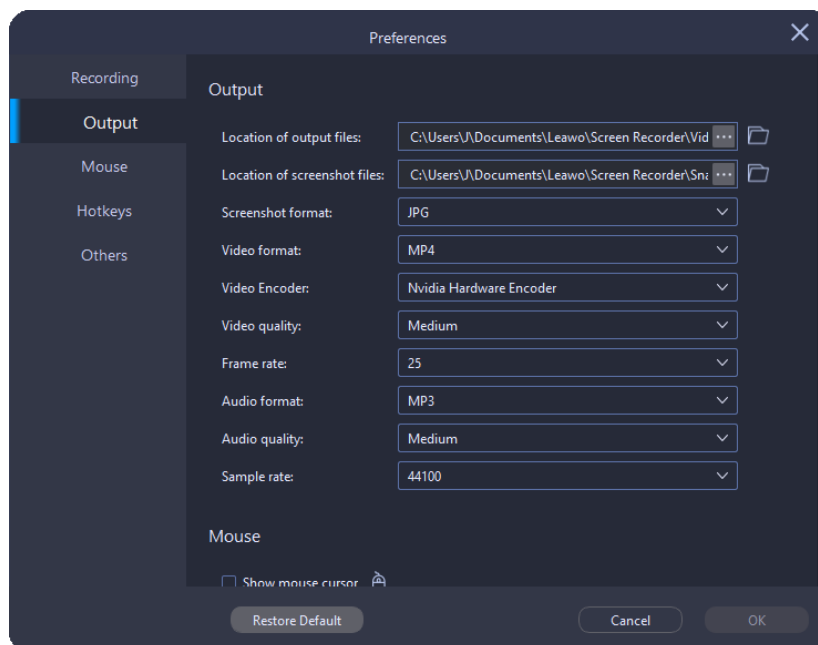 Preferences
Recording
Output
Mouse
Hotkeys
Others
Output
Location of output files: C:\Users\J\Documents\Leawo\Screen Recorder\Vid ...
Location of screenshot files: C:\Users\J\Documents\Leawo\Screen Recorder\Sna ...
Screenshot format: JPG
Video format: MP4
Video Encoder: Nvidia Hardware Encoder
Video quality: Medium
Frame rate: 25
Audio format: MP3
Audio quality: Medium
Sample rate: 44100
Mouse
Show mouse cursor
Restore Default Cancel OK